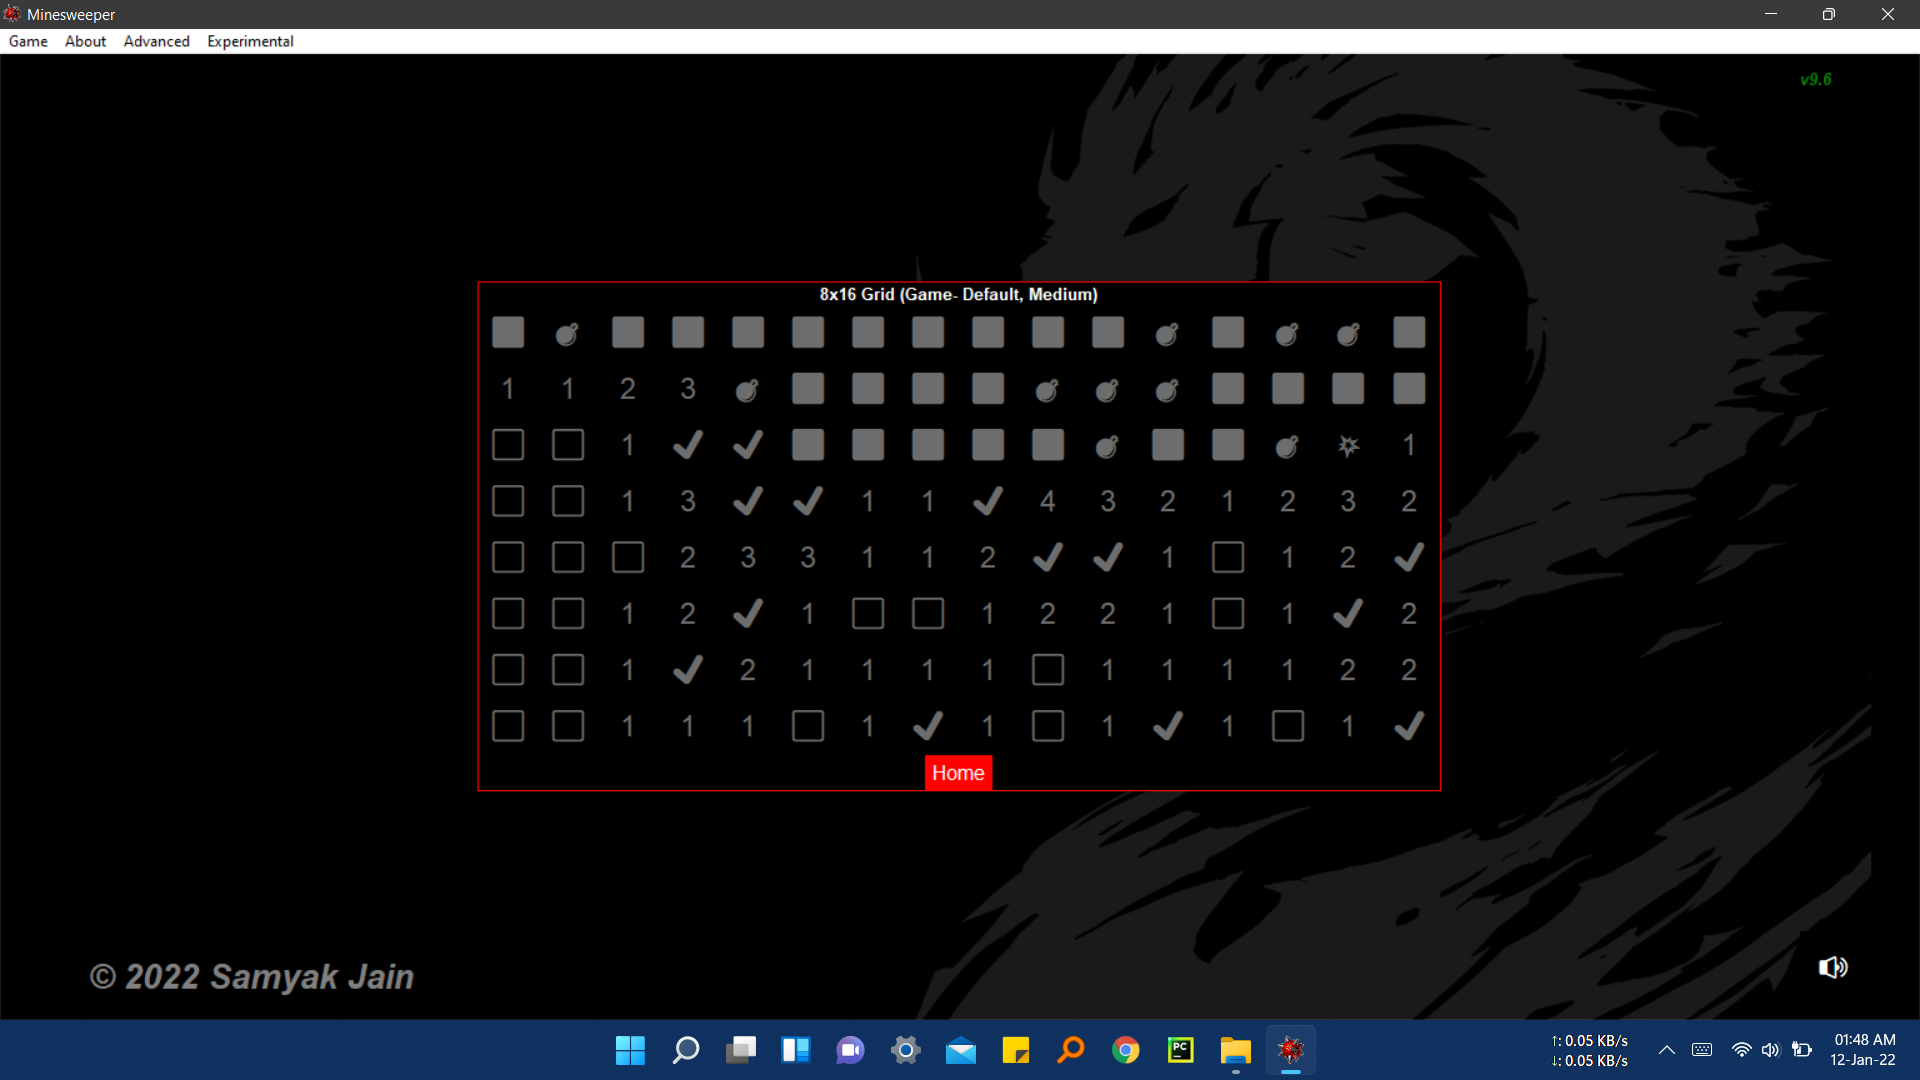 Minesweeper
Game About Advanced Experimental
v9.6
8x16 Grid (Game- Default, Medium)
1 1 2 3
1 1
1 3 1 1 4 3 2 1 2 3 2
2 3 3 1 1 2 1 1 2
1 2 1 1 2 2 1 1 2
1 2 1 1 1 1 1 1 1 1 2 2
1 1 1 1 1 1 1 1
Home
© 2022 Samyak Jain
PC
↑: 0.05 KB/s
↓: 0.05 KB/s
01:48 AM
12-Jan-22